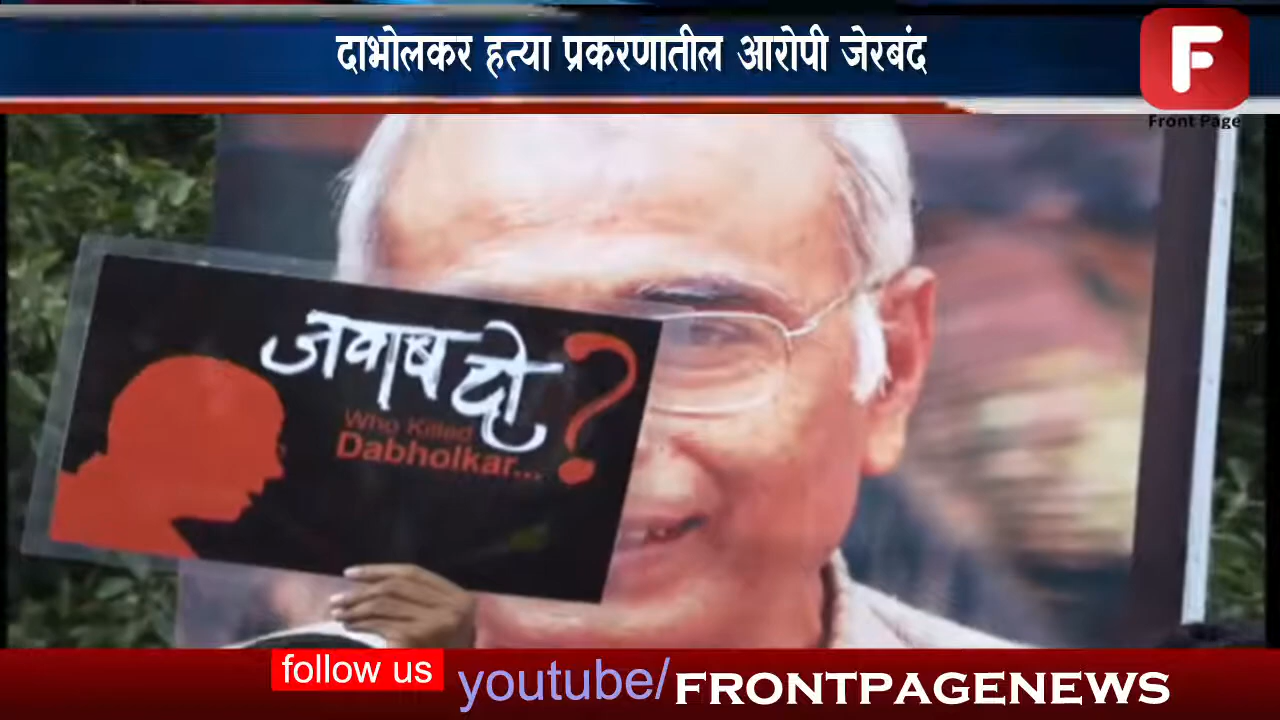 दाभोलकर हत्या प्रकरणातील आरोपी जेरबंद
F
Front Page
जवाब दो?
Who Killed
Dabholkar...
follow us
youtube/FRONTPAGENEWS